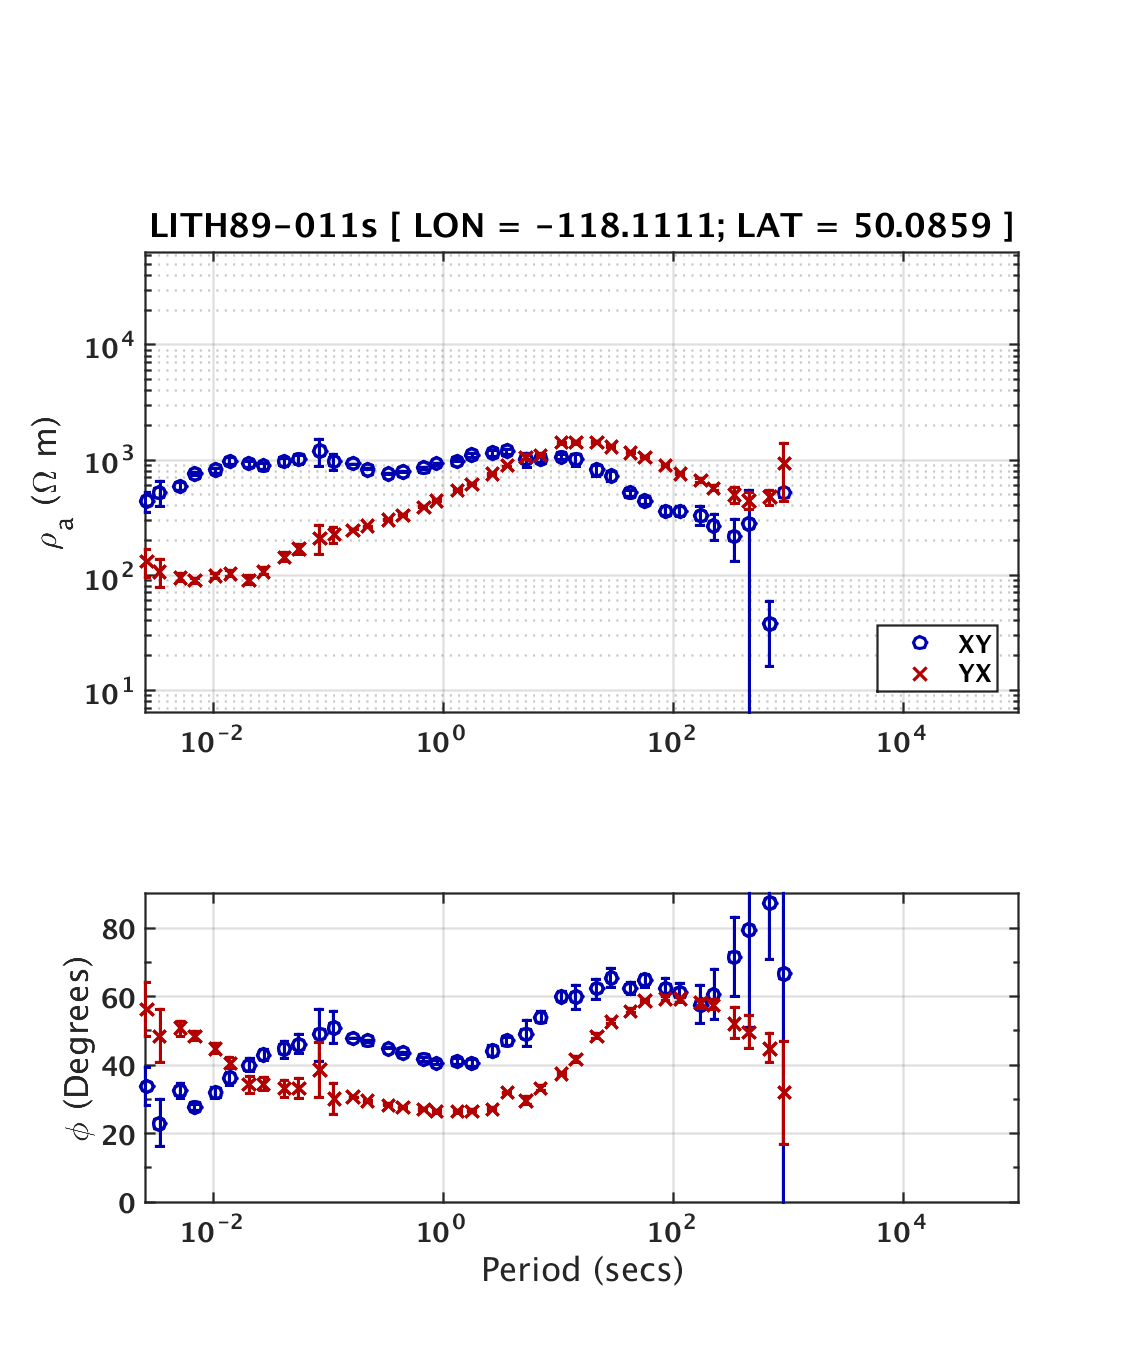 LITH89-011s [ LON = -118.1111; LAT = 50.0859 ]
ρa (Ω m)
10^4
10^3
10^2
10^1
XY
YX
10^-2 10^0 10^2 10^4
φ (Degrees)
80
60
40
20
0
10^-2 10^0 10^2 10^4
Period (secs)